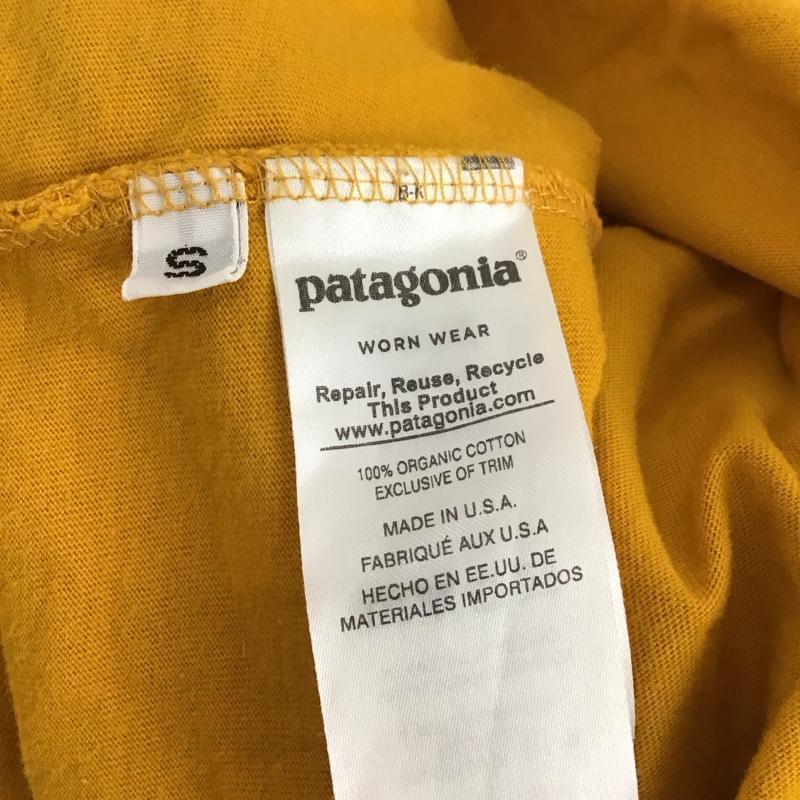 B-K
S
patagonia®
WORN WEAR
Repair, Reuse, Recycle
This Product
www.patagonia.com
100% ORGANIC COTTON
EXCLUSIVE OF TRIM
MADE IN U.S.A.
FABRIQUÉ AUX U.S.A
HECHO EN EE.UU. DE
MATERIALES IMPORTADOS